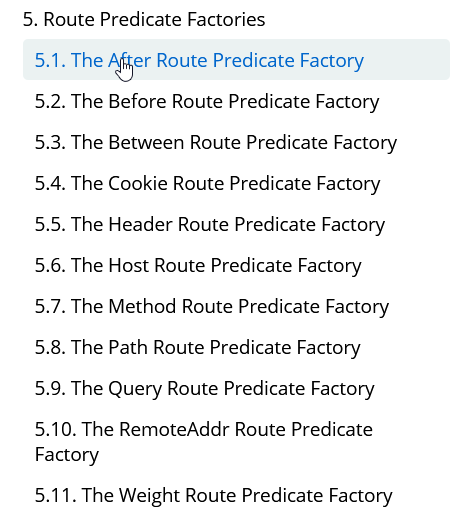 5. Route Predicate Factories
5.1. The After Route Predicate Factory
5.2. The Before Route Predicate Factory
5.3. The Between Route Predicate Factory
5.4. The Cookie Route Predicate Factory
5.5. The Header Route Predicate Factory
5.6. The Host Route Predicate Factory
5.7. The Method Route Predicate Factory
5.8. The Path Route Predicate Factory
5.9. The Query Route Predicate Factory
5.10. The RemoteAddr Route Predicate
Factory
5.11. The Weight Route Predicate Factory